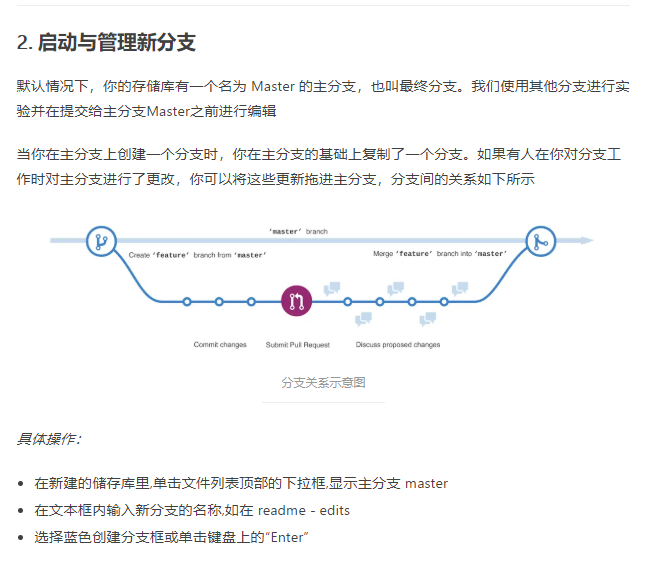 2. 启动与管理新分支
默认情况下，你的存储库有一个名为 Master 的主分支，也叫最终分支。我们使用其他分支进行实
验并在提交给主分支Master之前进行编辑
当你在主分支上创建一个分支时，你在主分支的基础上复制了一个分支。如果有人在你对分支工
作时对主分支进行了更改，你可以将这些更新拖进主分支，分支间的关系如下所示
‘master’ branch
Create ‘feature’ branch from ‘master’
Merge ‘feature’ branch into ‘master’
Commit changes
Submit Pull Request
Discuss proposed changes
分支关系示意图
具体操作：
• 在新建的储存库里,单击文件列表顶部的下拉框,显示主分支 master
• 在文本框内输入新分支的名称,如在 readme - edits
• 选择蓝色创建分支框或单击键盘上的“Enter”